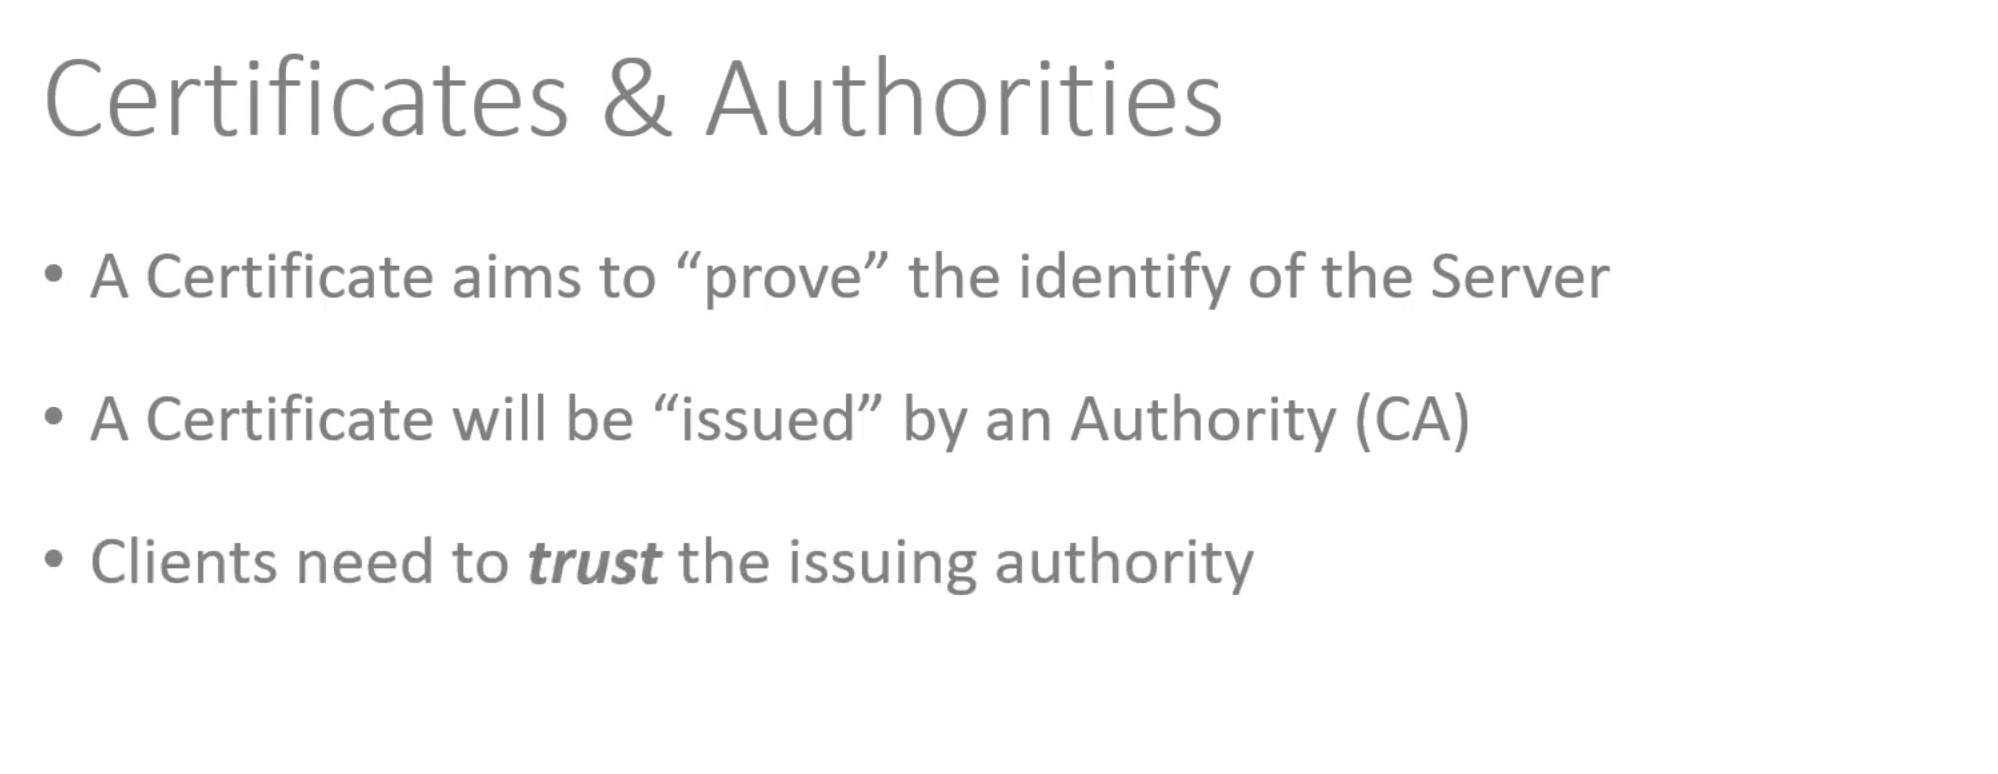 Certificates & Authorities
• A Certificate aims to “prove” the identify of the Server
• A Certificate will be “issued” by an Authority (CA)
• Clients need to trust the issuing authority